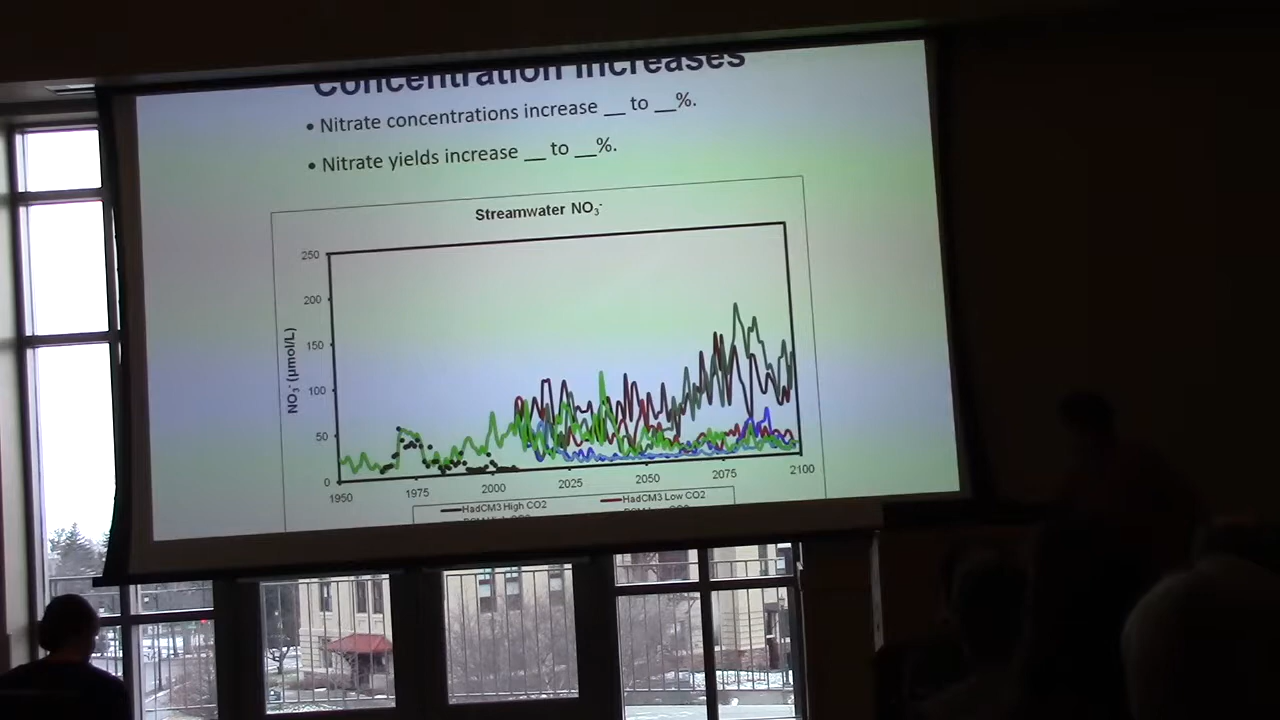 Concentration Increases
• Nitrate concentrations increase __ to __%.
• Nitrate yields increase __ to __%.
Streamwater NO3-
NO3- (µmol/L)
250
200
150
100
50
0
1950 1975 2000 2025 2050 2075 2100
HadCM3 High CO2 HadCM3 Low CO2